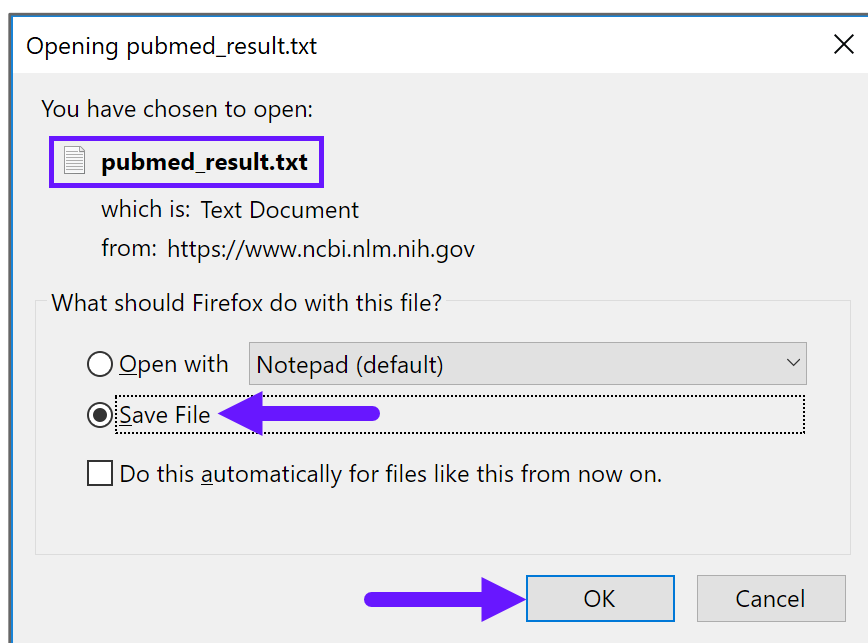 Opening pubmed_result.txt
You have chosen to open:
pubmed_result.txt
which is: Text Document
from: https://www.ncbi.nlm.nih.gov
What should Firefox do with this file?
Open with Notepad (default)
Save File
Do this automatically for files like this from now on.
OK Cancel